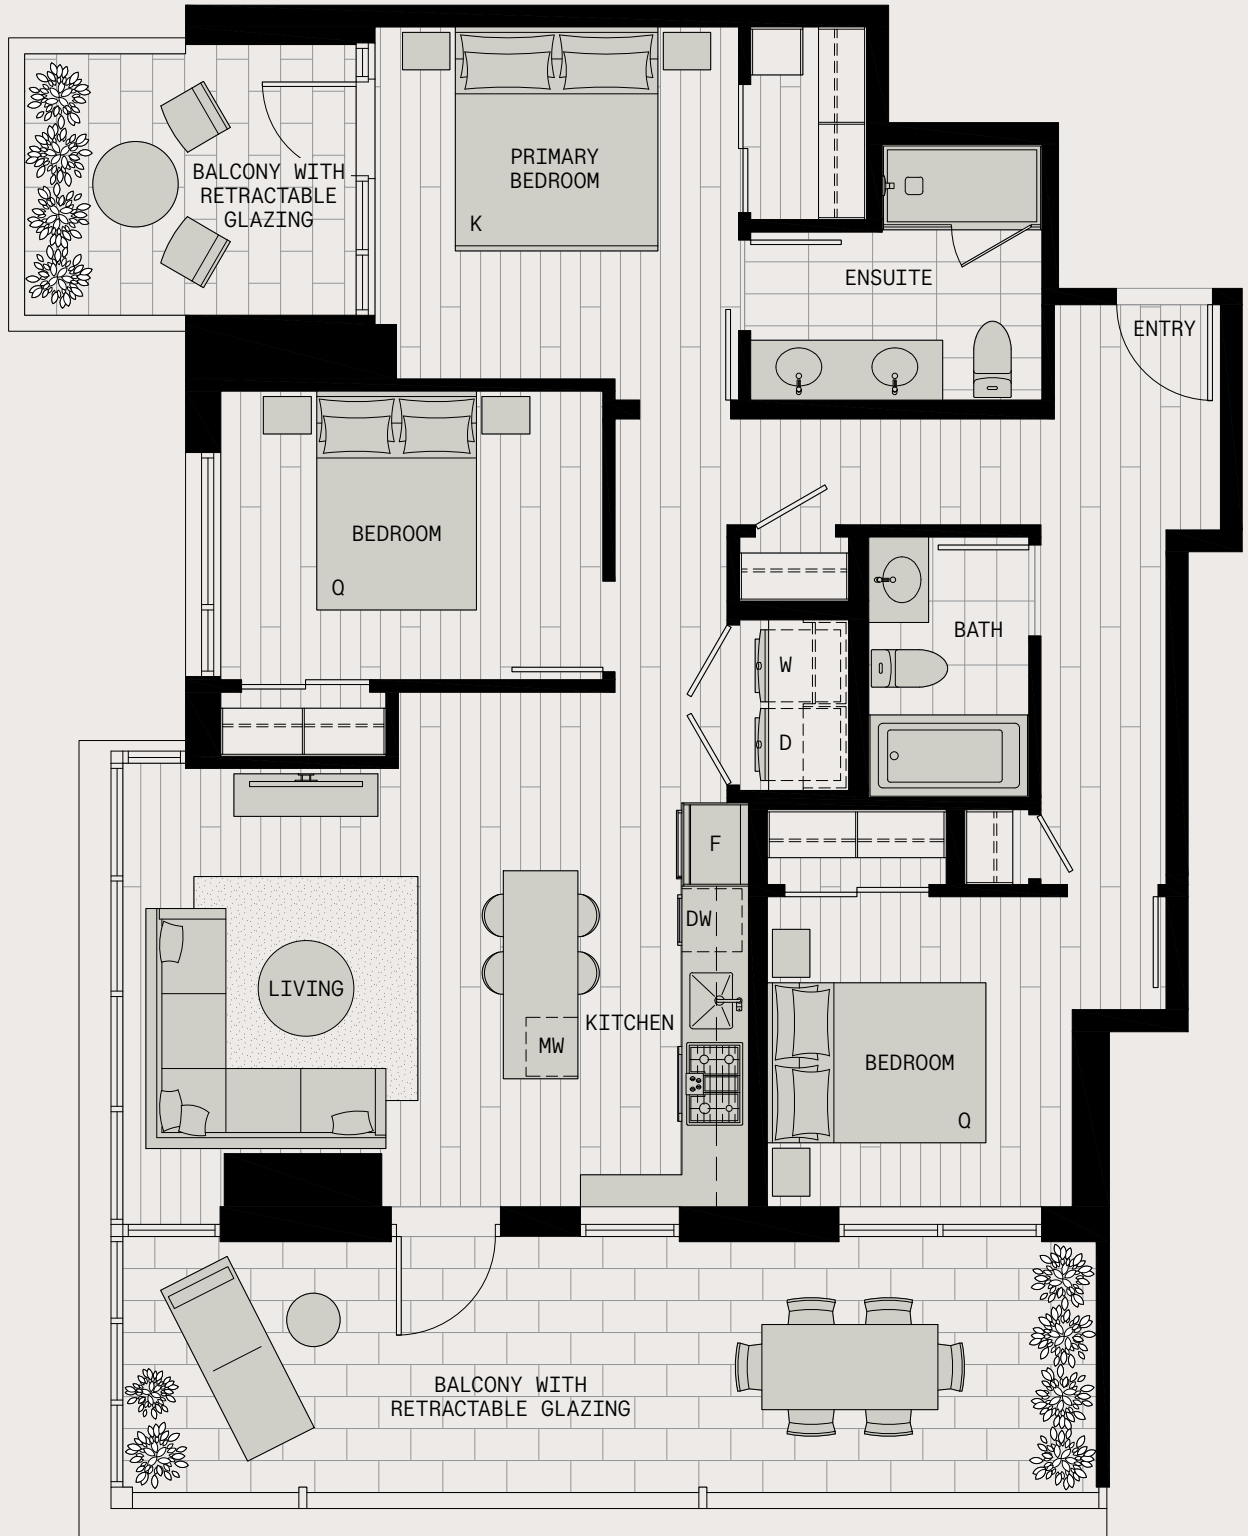 PRIMARY
BEDROOM
K
BALCONY WITH
RETRACTABLE
GLAZING
ENSUITE
ENTRY
BEDROOM
Q
BATH
W
D
F
DW
LIVING
KITCHEN
MW
BEDROOM
Q
BALCONY WITH
RETRACTABLE GLAZING